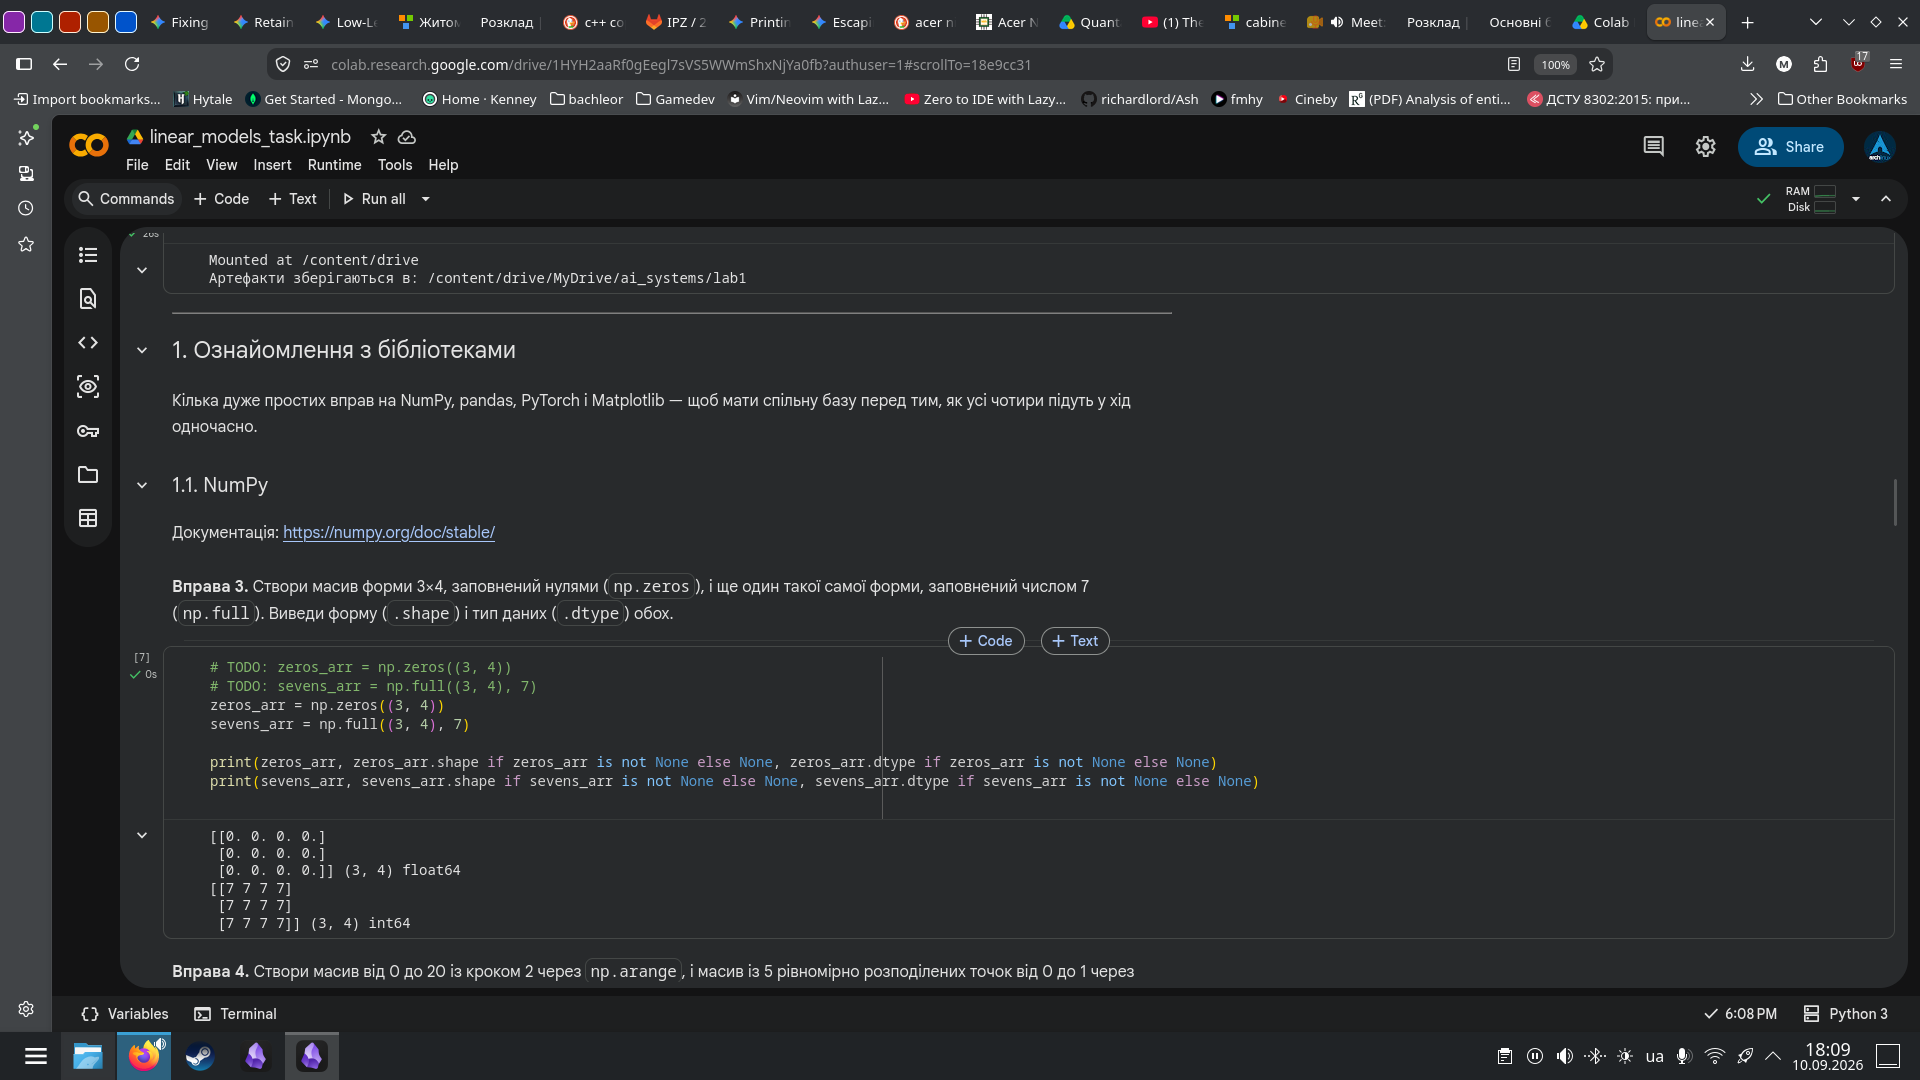 Fixing
Retain
Low-Le
Житом
Розклад
c++ co
IPZ / 2
Printin
Escapi
acer n
Acer N
Quant
(1) The
cabine
Meet
Розклад
Основні б
Colab
linea
colab.research.google.com/drive/1HYH2aaRf0gEegl7sVS5WWmShxNjYa0fb?authuser=1#scrollTo=18e9cc31
100%
17
Import bookmarks...
Hytale
Get Started - Mongo...
Home · Kenney
bachleor
Gamedev
Vim/Neovim with Laz...
Zero to IDE with Lazy...
richardlord/Ash
fmhy
Cineby
(PDF) Analysis of enti...
ДСТУ 8302:2015: при...
Other Bookmarks
linear_models_task.ipynb
File Edit View Insert Runtime Tools Help
Share
Commands + Code + Text Run all
RAM
Disk
26s
Mounted at /content/drive
Артефакти зберігаються в: /content/drive/MyDrive/ai_systems/lab1
1. Ознайомлення з бібліотеками
Кілька дуже простих вправ на NumPy, pandas, PyTorch і Matplotlib — щоб мати спільну базу перед тим, як усі чотири підуть у хід
одночасно.
1.1. NumPy
Документація: https://numpy.org/doc/stable/
Вправа 3. Створи масив форми 3×4, заповнений нулями (np.zeros), і ще один такої самої форми, заповнений числом 7
(np.full). Виведи форму (.shape) і тип даних (.dtype) обох.
+ Code + Text
[7]
0s
# TODO: zeros_arr = np.zeros((3, 4))
# TODO: sevens_arr = np.full((3, 4), 7)
zeros_arr = np.zeros((3, 4))
sevens_arr = np.full((3, 4), 7)
print(zeros_arr, zeros_arr.shape if zeros_arr is not None else None, zeros_arr.dtype if zeros_arr is not None else None)
print(sevens_arr, sevens_arr.shape if sevens_arr is not None else None, sevens_arr.dtype if sevens_arr is not None else None)
[[0. 0. 0. 0.]
[0. 0. 0. 0.]
[0. 0. 0. 0.]] (3, 4) float64
[[7 7 7 7]
[7 7 7 7]
[7 7 7 7]] (3, 4) int64
Вправа 4. Створи масив від 0 до 20 із кроком 2 через np.arange, і масив із 5 рівномірно розподілених точок від 0 до 1 через
Variables
Terminal
6:08 PM
Python 3
ua
18:09
10.09.2026